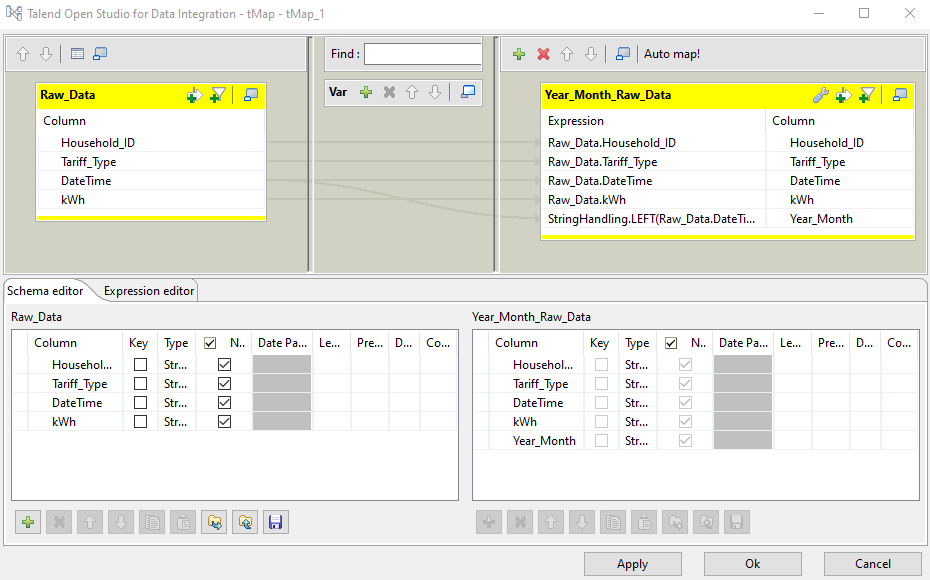 Talend Open Studio for Data Integration - tMap - tMap_1
Find :
Auto map!
Raw_Data
Column
Household_ID
Tariff_Type
DateTime
kWh
Var
Year_Month_Raw_Data
Expression Column
Raw_Data.Household_ID Household_ID
Raw_Data.Tariff_Type Tariff_Type
Raw_Data.DateTime DateTime
Raw_Data.kWh kWh
StringHandling.LEFT(Raw_Data.DateTi... Year_Month
Schema editor Expression editor
Raw_Data
Column Key Type N.. Date Pa... Le... Pre... D... Co...
Househol... Str...
Tariff_Type Str...
DateTime Str...
kWh Str...
Year_Month_Raw_Data
Column Key Type N.. Date Pa... Le... Pre... D... Co...
Househol... Str...
Tariff_Type Str...
DateTime Str...
kWh Str...
Year_Month Str...
Apply Ok Cancel